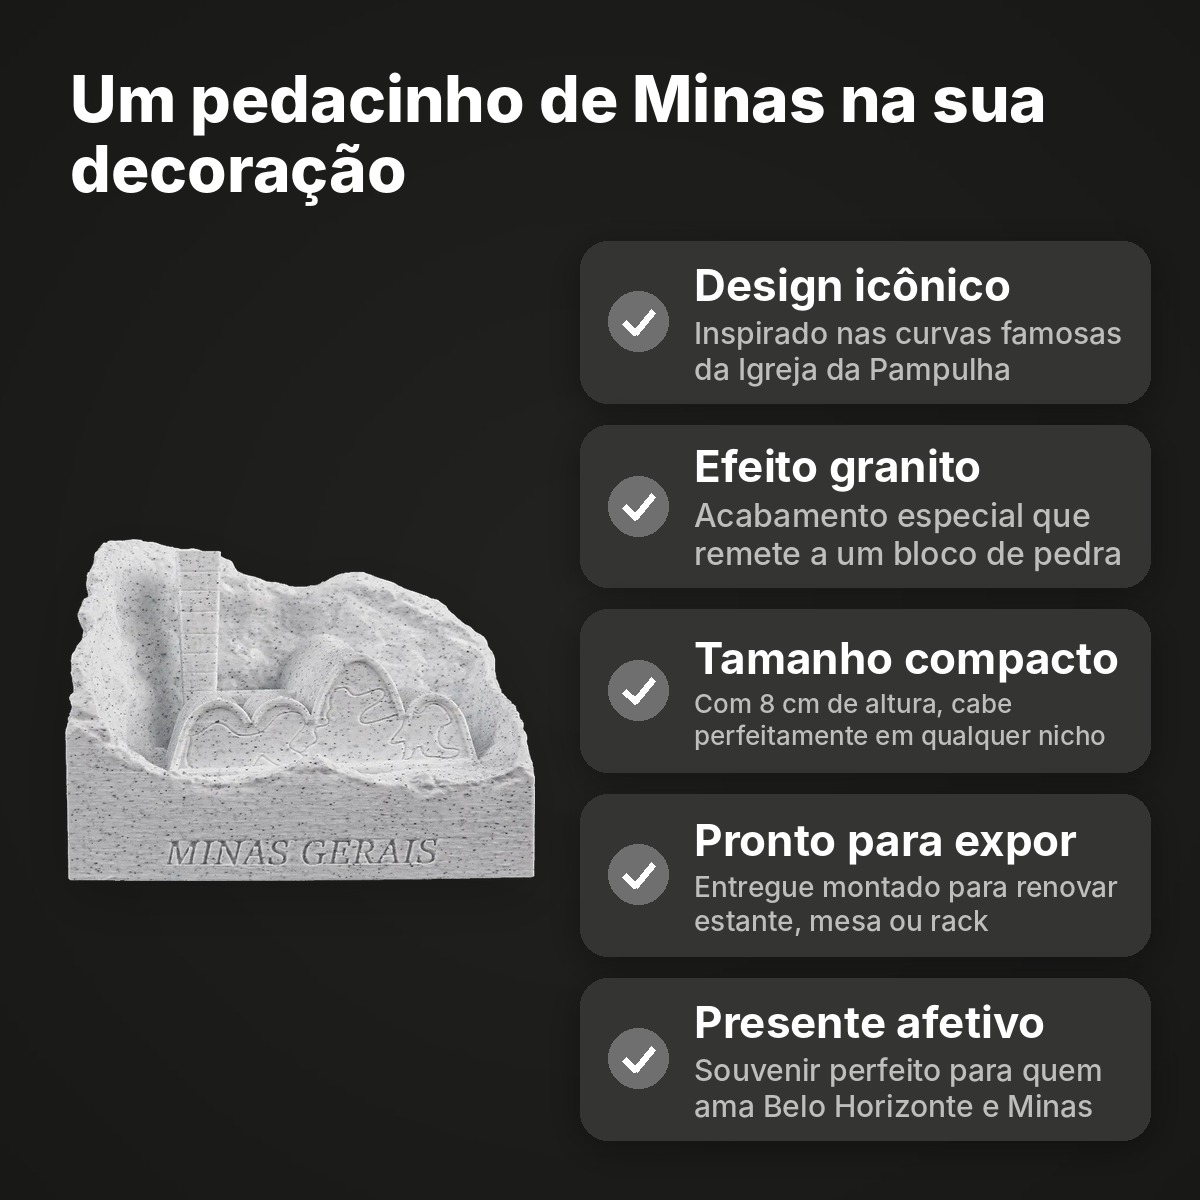 Um pedacinho de Minas na sua
decoração
Design icônico
Inspirado nas curvas famosas
da Igreja da Pampulha
Efeito granito
Acabamento especial que
remete a um bloco de pedra
Tamanho compacto
Com 8 cm de altura, cabe
perfeitamente em qualquer nicho
Pronto para expor
Entregue montado para renovar
estante, mesa ou rack
Presente afetivo
Souvenir perfeito para quem
ama Belo Horizonte e Minas
MINAS GERAIS